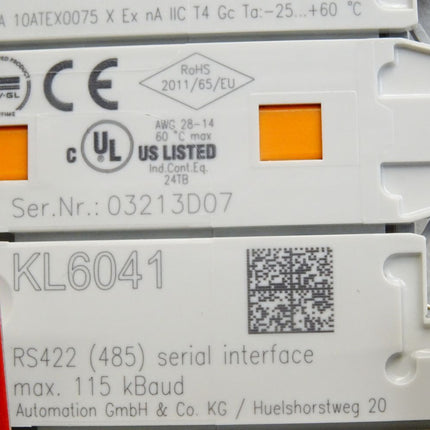 A 10ATEX0075 X Ex nA IIC T4 Gc Ta:-25...+60 °C
RoHS
2011/65/EU
CE
AWG 28-14
60 °C max
c UL US LISTED
Ind.Cont.Eq.
24TB
Ser.Nr.: 03213D07
KL6041
RS422 (485) serial interface
max. 115 kBaud
Automation GmbH & Co. KG / Huelshorstweg 20